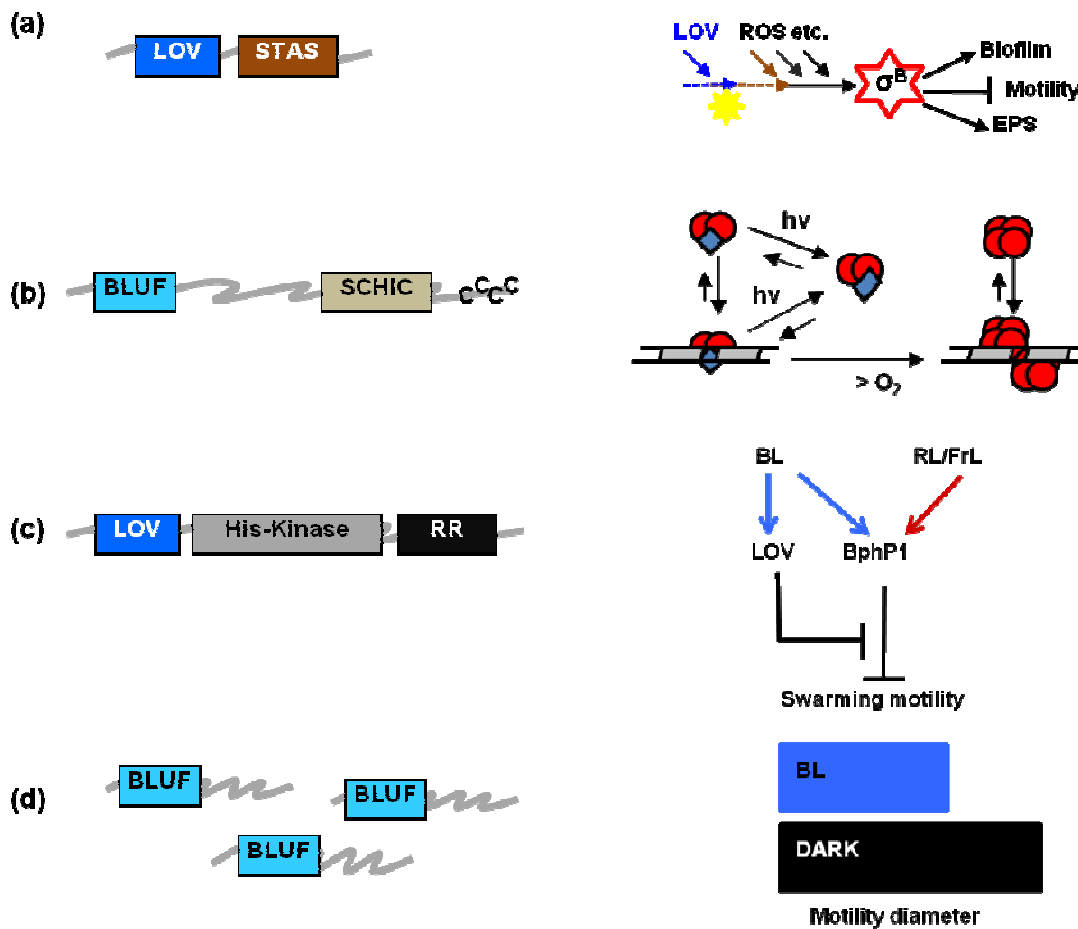 (a)
LOV STAS
LOV ROS etc.
σB
Biofilm
Motility
EPS
(b)
BLUF SCHIC CCCC
hν
hν
> O2
(c)
LOV His-Kinase RR
BL RL/FrL
LOV BphP1
Swarming motility
(d)
BLUF
BLUF
BLUF
BL
DARK
Motility diameter